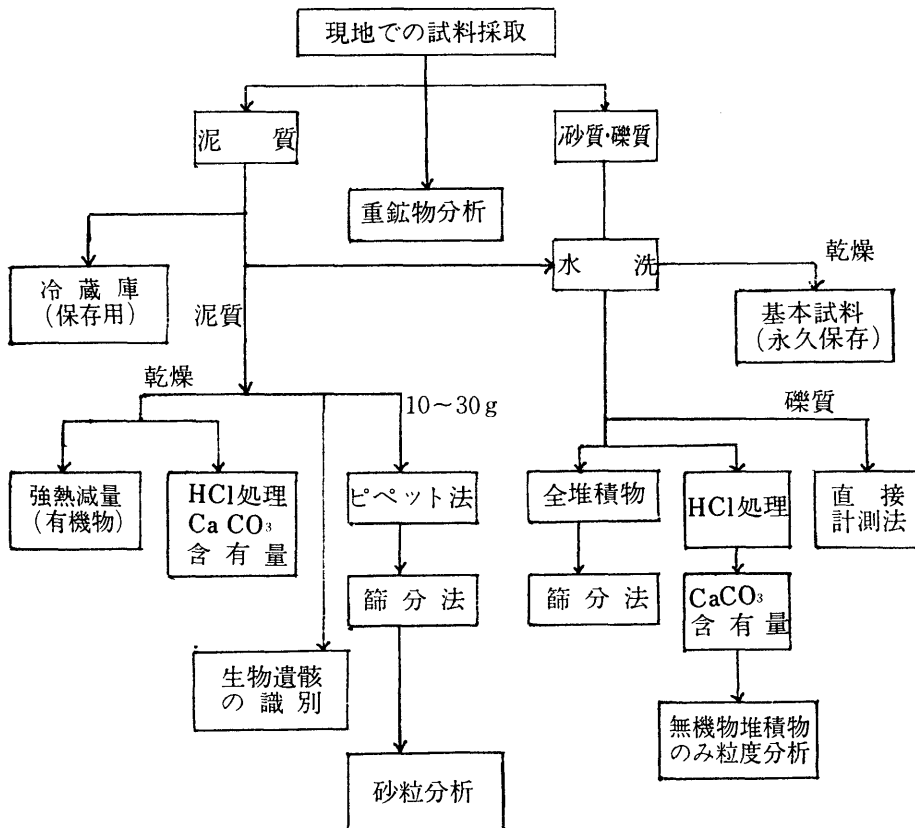 現地での試料採取
泥 質
砂質・礫質
重鉱物分析
水 洗
乾燥
冷蔵庫
(保存用)
泥質
基本試料
(永久保存)
乾燥
10～30g
礫質
強熱減量
(有機物)
HCl処理
CaCO₃
含有量
ピペット法
全堆積物
HCl処理
直接
計測法
篩分法
篩分法
CaCO₃
含有量
生物遺骸
の識別
無機物堆積物
のみ粒度分析
砂粒分析